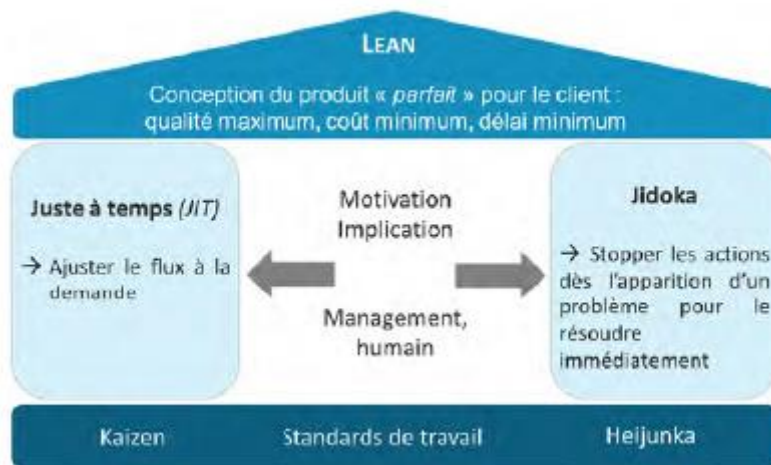 LEAN
Conception du produit « parfait » pour le client :
qualité maximum, coût minimum, délai minimum
Juste à temps (JIT)
→ Ajuster le flux à la
demande
Motivation
Implication
Management,
humain
Jidoka
→ Stopper les actions
dès l'apparition d'un
problème pour le
résoudre
immédiatement
Kaizen
Standards de travail
Heijunka